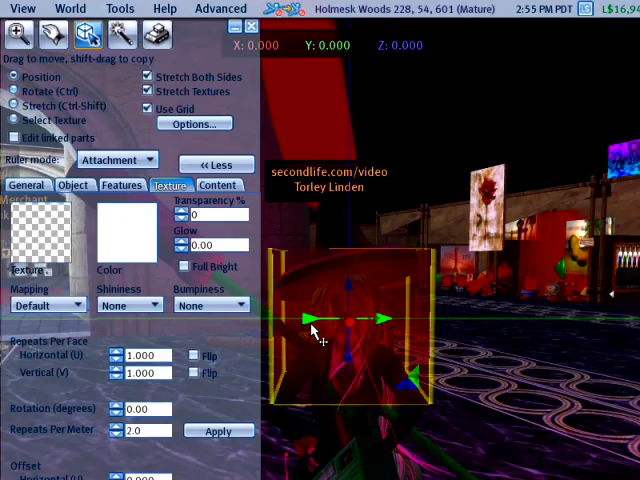 View World Tools Help Advanced Holmesk Woods 228, 54, 601 (Mature) 2:55 PM PDT L$16,94
X: 0.000 Y: 0.000 Z: 0.000
Drag to move, shift-drag to copy
Position Stretch Both Sides
Rotate (Ctrl) Stretch Textures
Stretch (Ctrl-Shift) Use Grid
Select Texture Options...
Edit linked parts
Ruler mode: Attachment << Less
secondlife.com/video
Torley Linden
General Object Features Texture Content
Merchant
Transparency %
0
Glow
0.00
Full Bright
Texture Color
Mapping Shininess Bumpiness
Default None None
Repeats Per Face
Horizontal (U) 1.000 Flip
Vertical (V) 1.000 Flip
Rotation (degrees) 0.00
Repeats Per Meter 2.0 Apply
Offset
Horizontal (U) 0.000